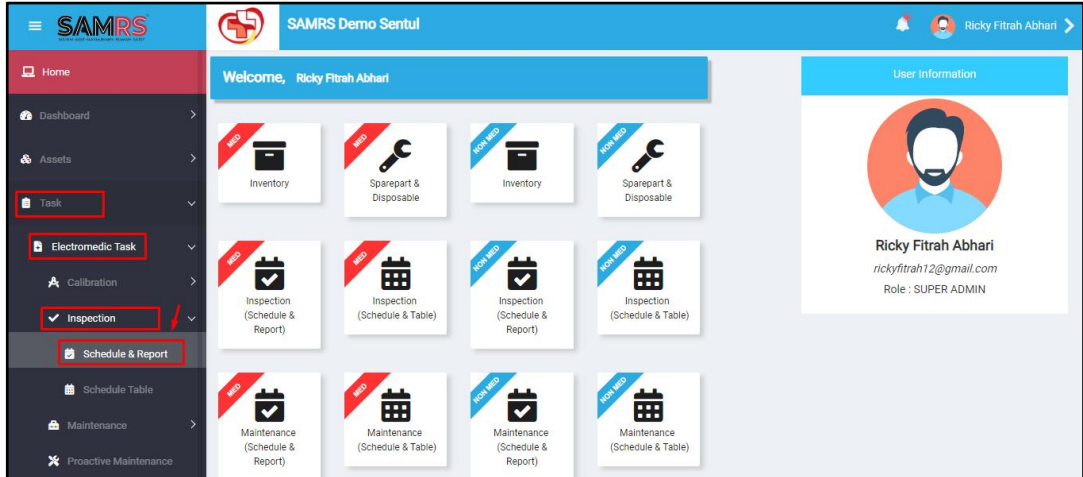 SAMRS
SAMRS Demo Sentul
Ricky Fitrah Abhari
Home
Dashboard
Assets
Task
Electromedic Task
Calibration
Inspection
Schedule & Report
Schedule Table
Maintenance
Proactive Maintenance
Welcome, Ricky Fitrah Abhari
MED
Inventory
MED
Sparepart &
Disposable
NON MED
Inventory
NON MED
Sparepart &
Disposable
MED
Inspection
(Schedule &
Report)
MED
Inspection
(Schedule & Table)
NON MED
Inspection
(Schedule &
Report)
NON MED
Inspection
(Schedule & Table)
MED
Maintenance
(Schedule &
Report)
MED
Maintenance
(Schedule & Table)
NON MED
Maintenance
(Schedule &
Report)
NON MED
Maintenance
(Schedule & Table)
User Information
Ricky Fitrah Abhari
rickyfitrah12@gmail.com
Role : SUPER ADMIN